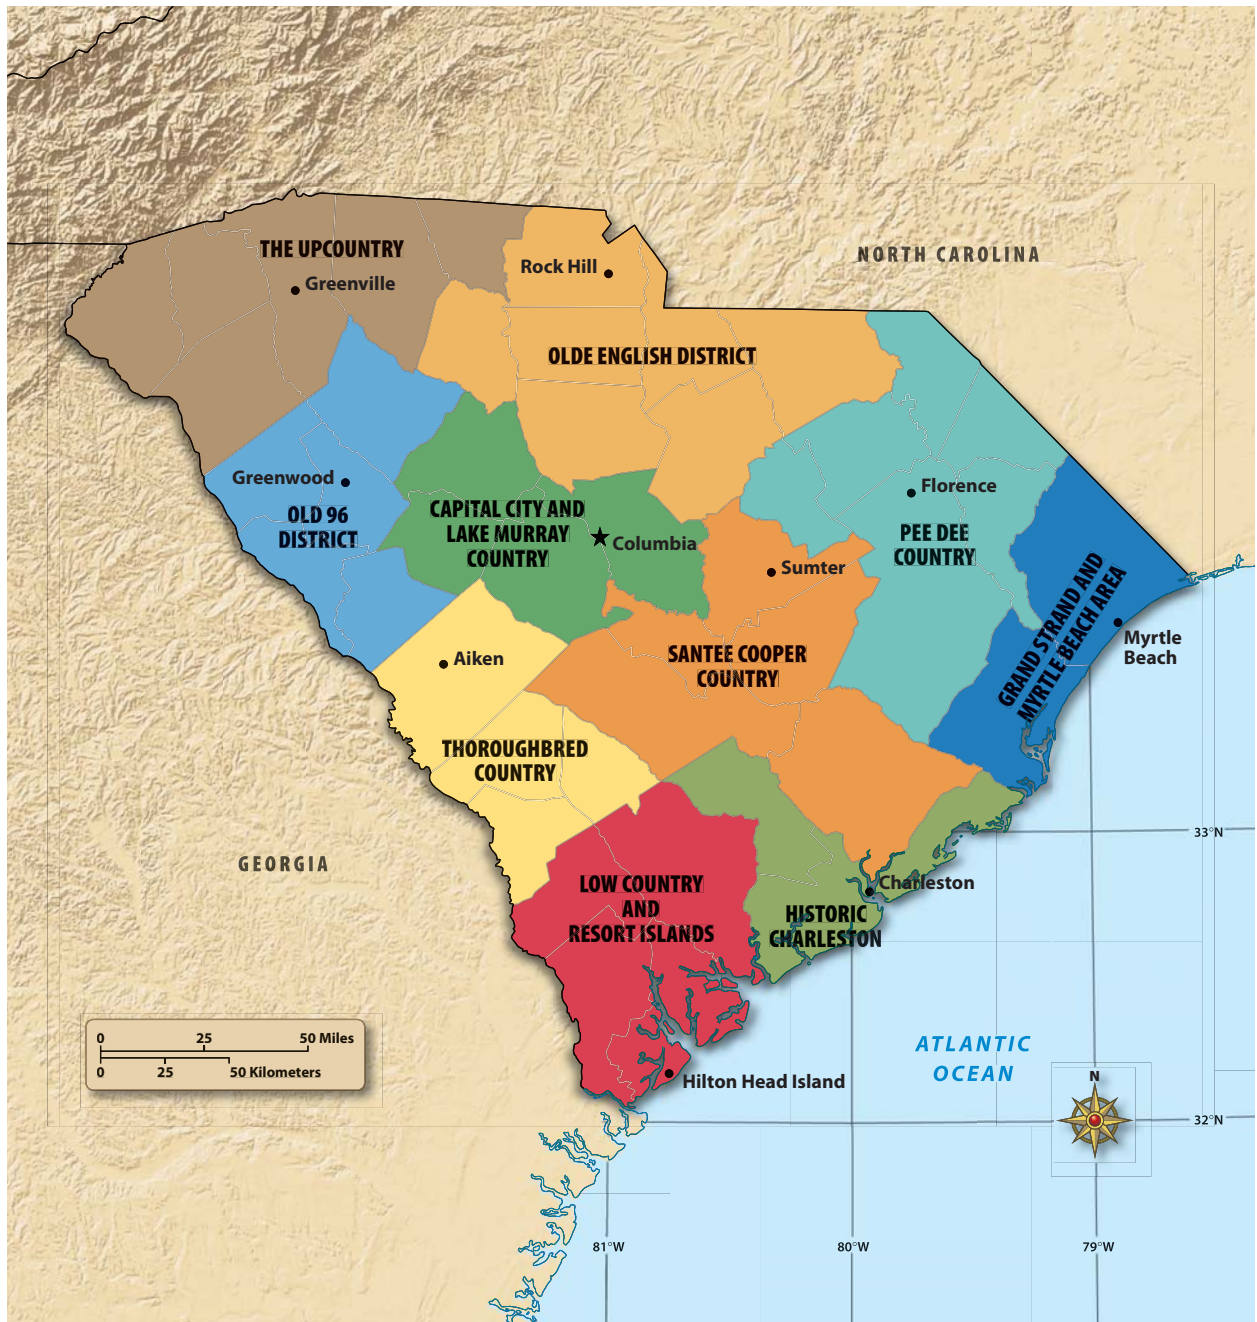 THE UPCOUNTRY
Greenville
Rock Hill
NORTH CAROLINA
OLDE ENGLISH DISTRICT
Greenwood
OLD 96
DISTRICT
CAPITAL CITY AND
LAKE MURRAY
COUNTRY
Columbia
Florence
PEE DEE
COUNTRY
Sumter
GRAND STRAND AND
MYRTLE BEACH AREA
Myrtle
Beach
Aiken
SANTEE COOPER
COUNTRY
THOROUGHBRED
COUNTRY
GEORGIA
33°N
LOW COUNTRY
AND
RESORT ISLANDS
Charleston
HISTORIC
CHARLESTON
0 25 50 Miles
0 25 50 Kilometers
ATLANTIC
OCEAN
Hilton Head Island
N
32°N
81°W
80°W
79°W